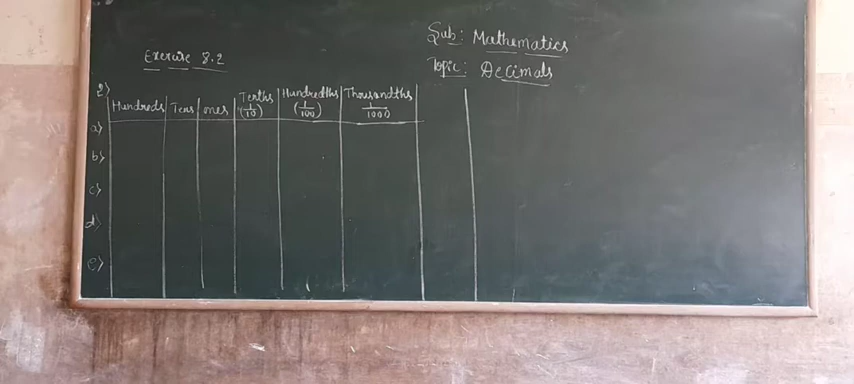 Sub: Mathematics
Topic: Decimals
Exercise 8.2
2)
Hundreds Tens ones Tenths (1/10) Hundredths (1/100) Thousandths (1/1000)
a)
b)
c)
d)
e)